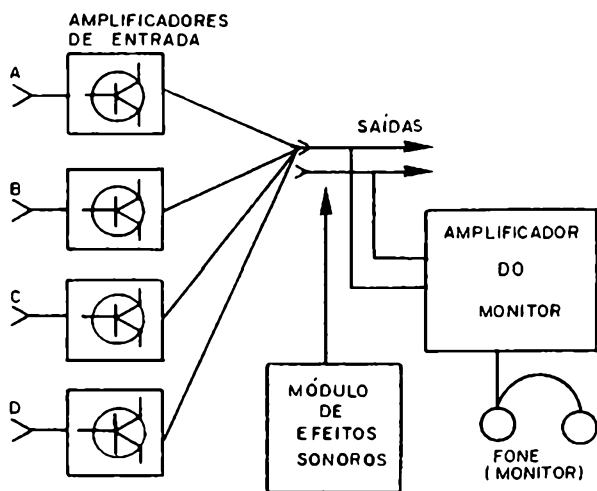 AMPLIFICADORES
DE ENTRADA
A
B
C
D
SAÍDAS
AMPLIFICADOR
DO
MONITOR
MÓDULO
DE
EFEITOS
SONOROS
FONE
(MONITOR)